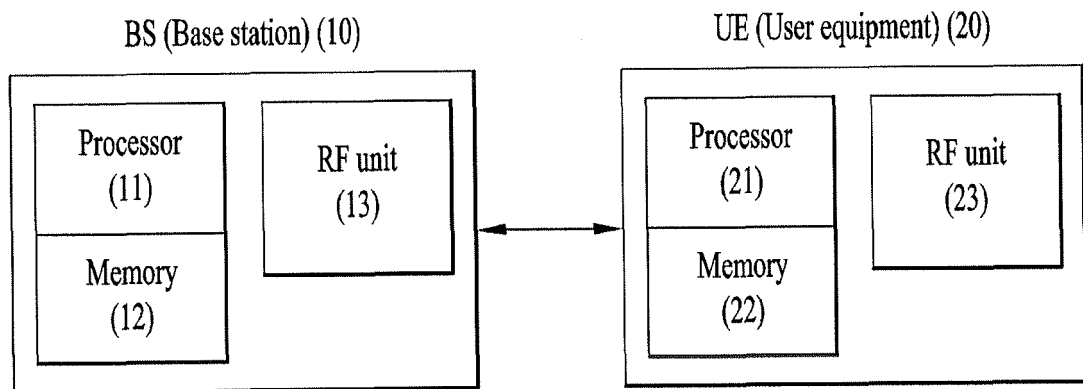 BS (Base station) (10)
Processor
(11)
Memory
(12)
RF unit
(13)
UE (User equipment) (20)
Processor
(21)
Memory
(22)
RF unit
(23)